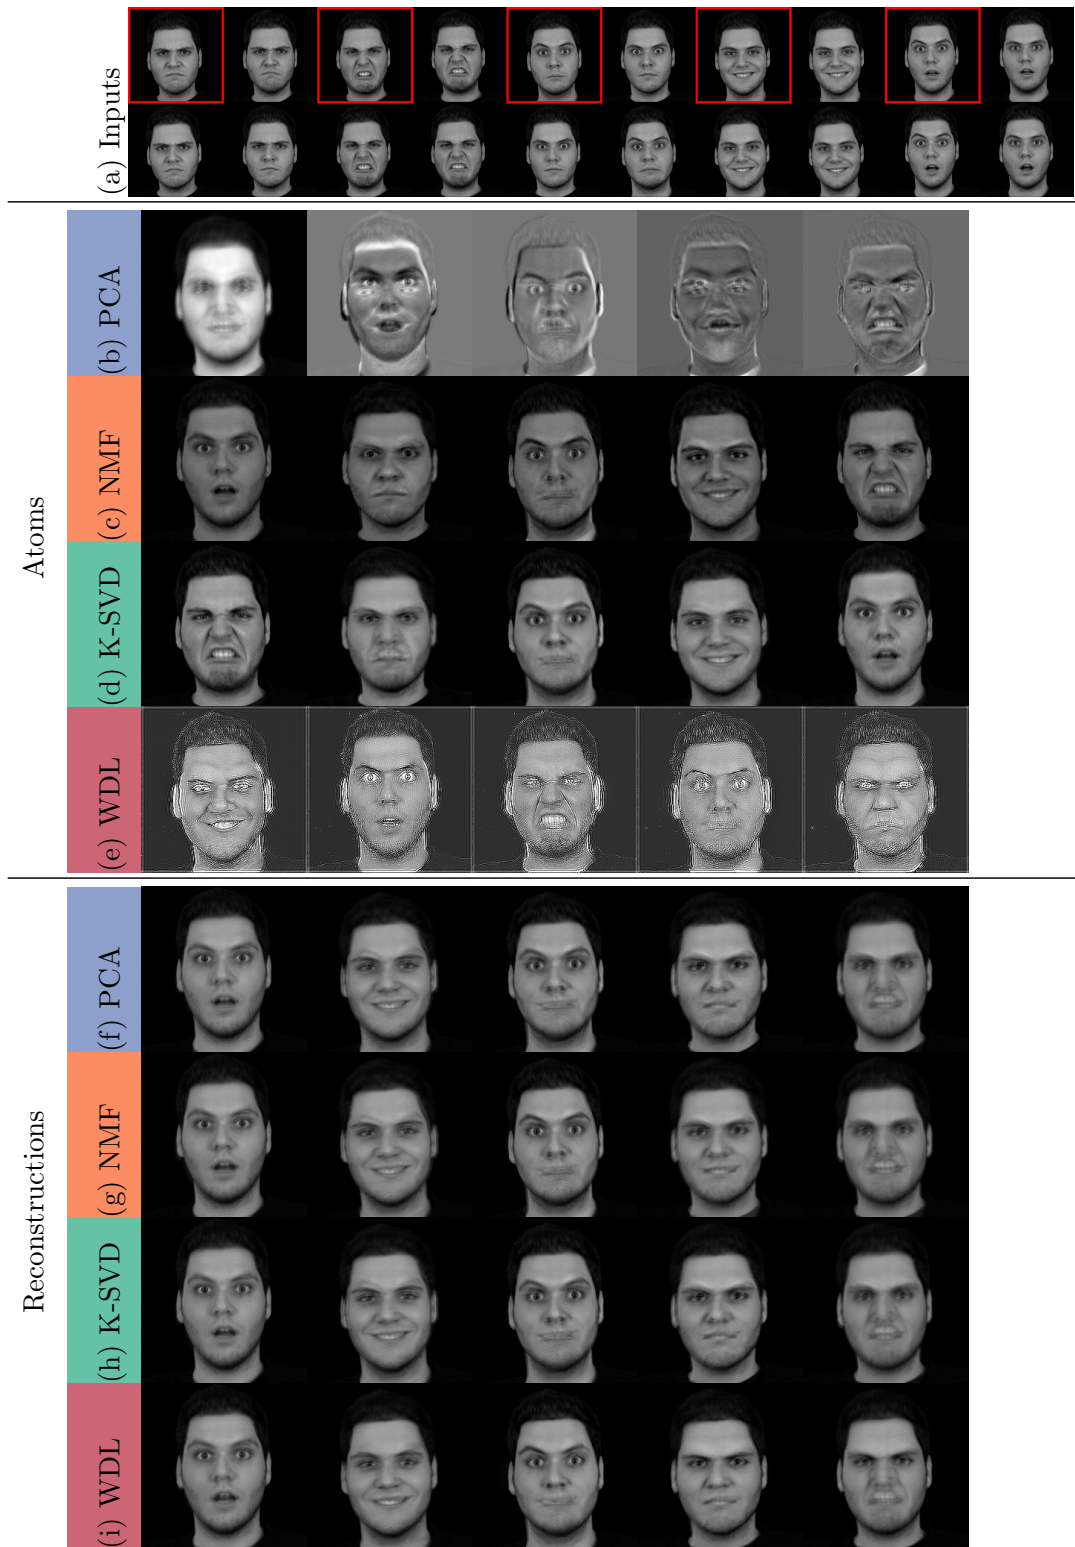 (a) Inputs
Atoms
(b) PCA
(c) NMF
(d) K-SVD
(e) WDL
Reconstructions
(f) PCA
(g) NMF
(h) K-SVD
(i) WDL